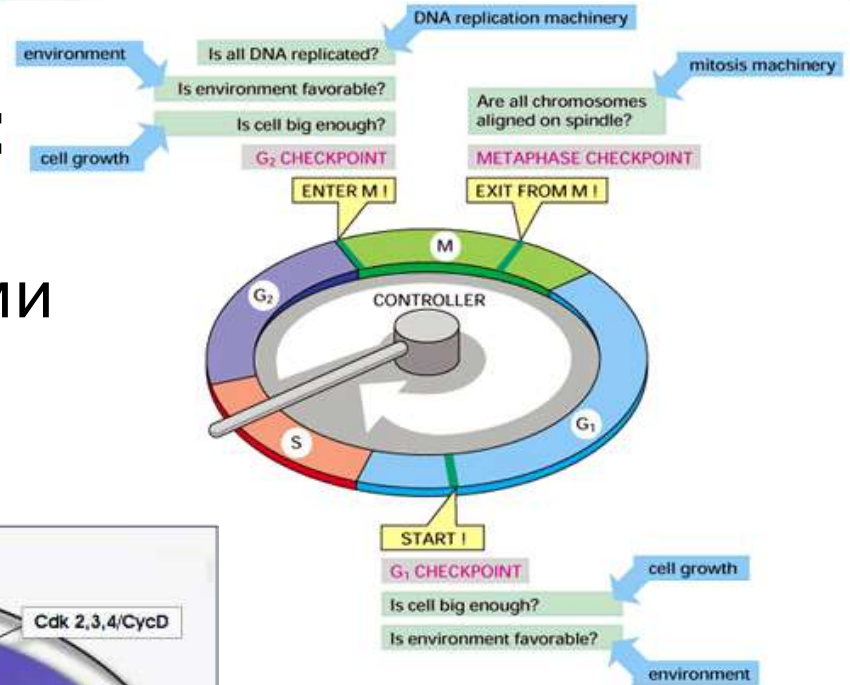 DNA replication machinery
environment
Is all DNA replicated?
mitosis machinery
Is environment favorable?
Are all chromosomes
aligned on spindle?
Is cell big enough?
cell growth
G₂ CHECKPOINT
METAPHASE CHECKPOINT
ENTER M !
EXIT FROM M !
M
G₂
CONTROLLER
G₁
S
START !
G₁ CHECKPOINT
cell growth
Is cell big enough?
Is environment favorable?
environment
Cdk 2,3,4/CycD